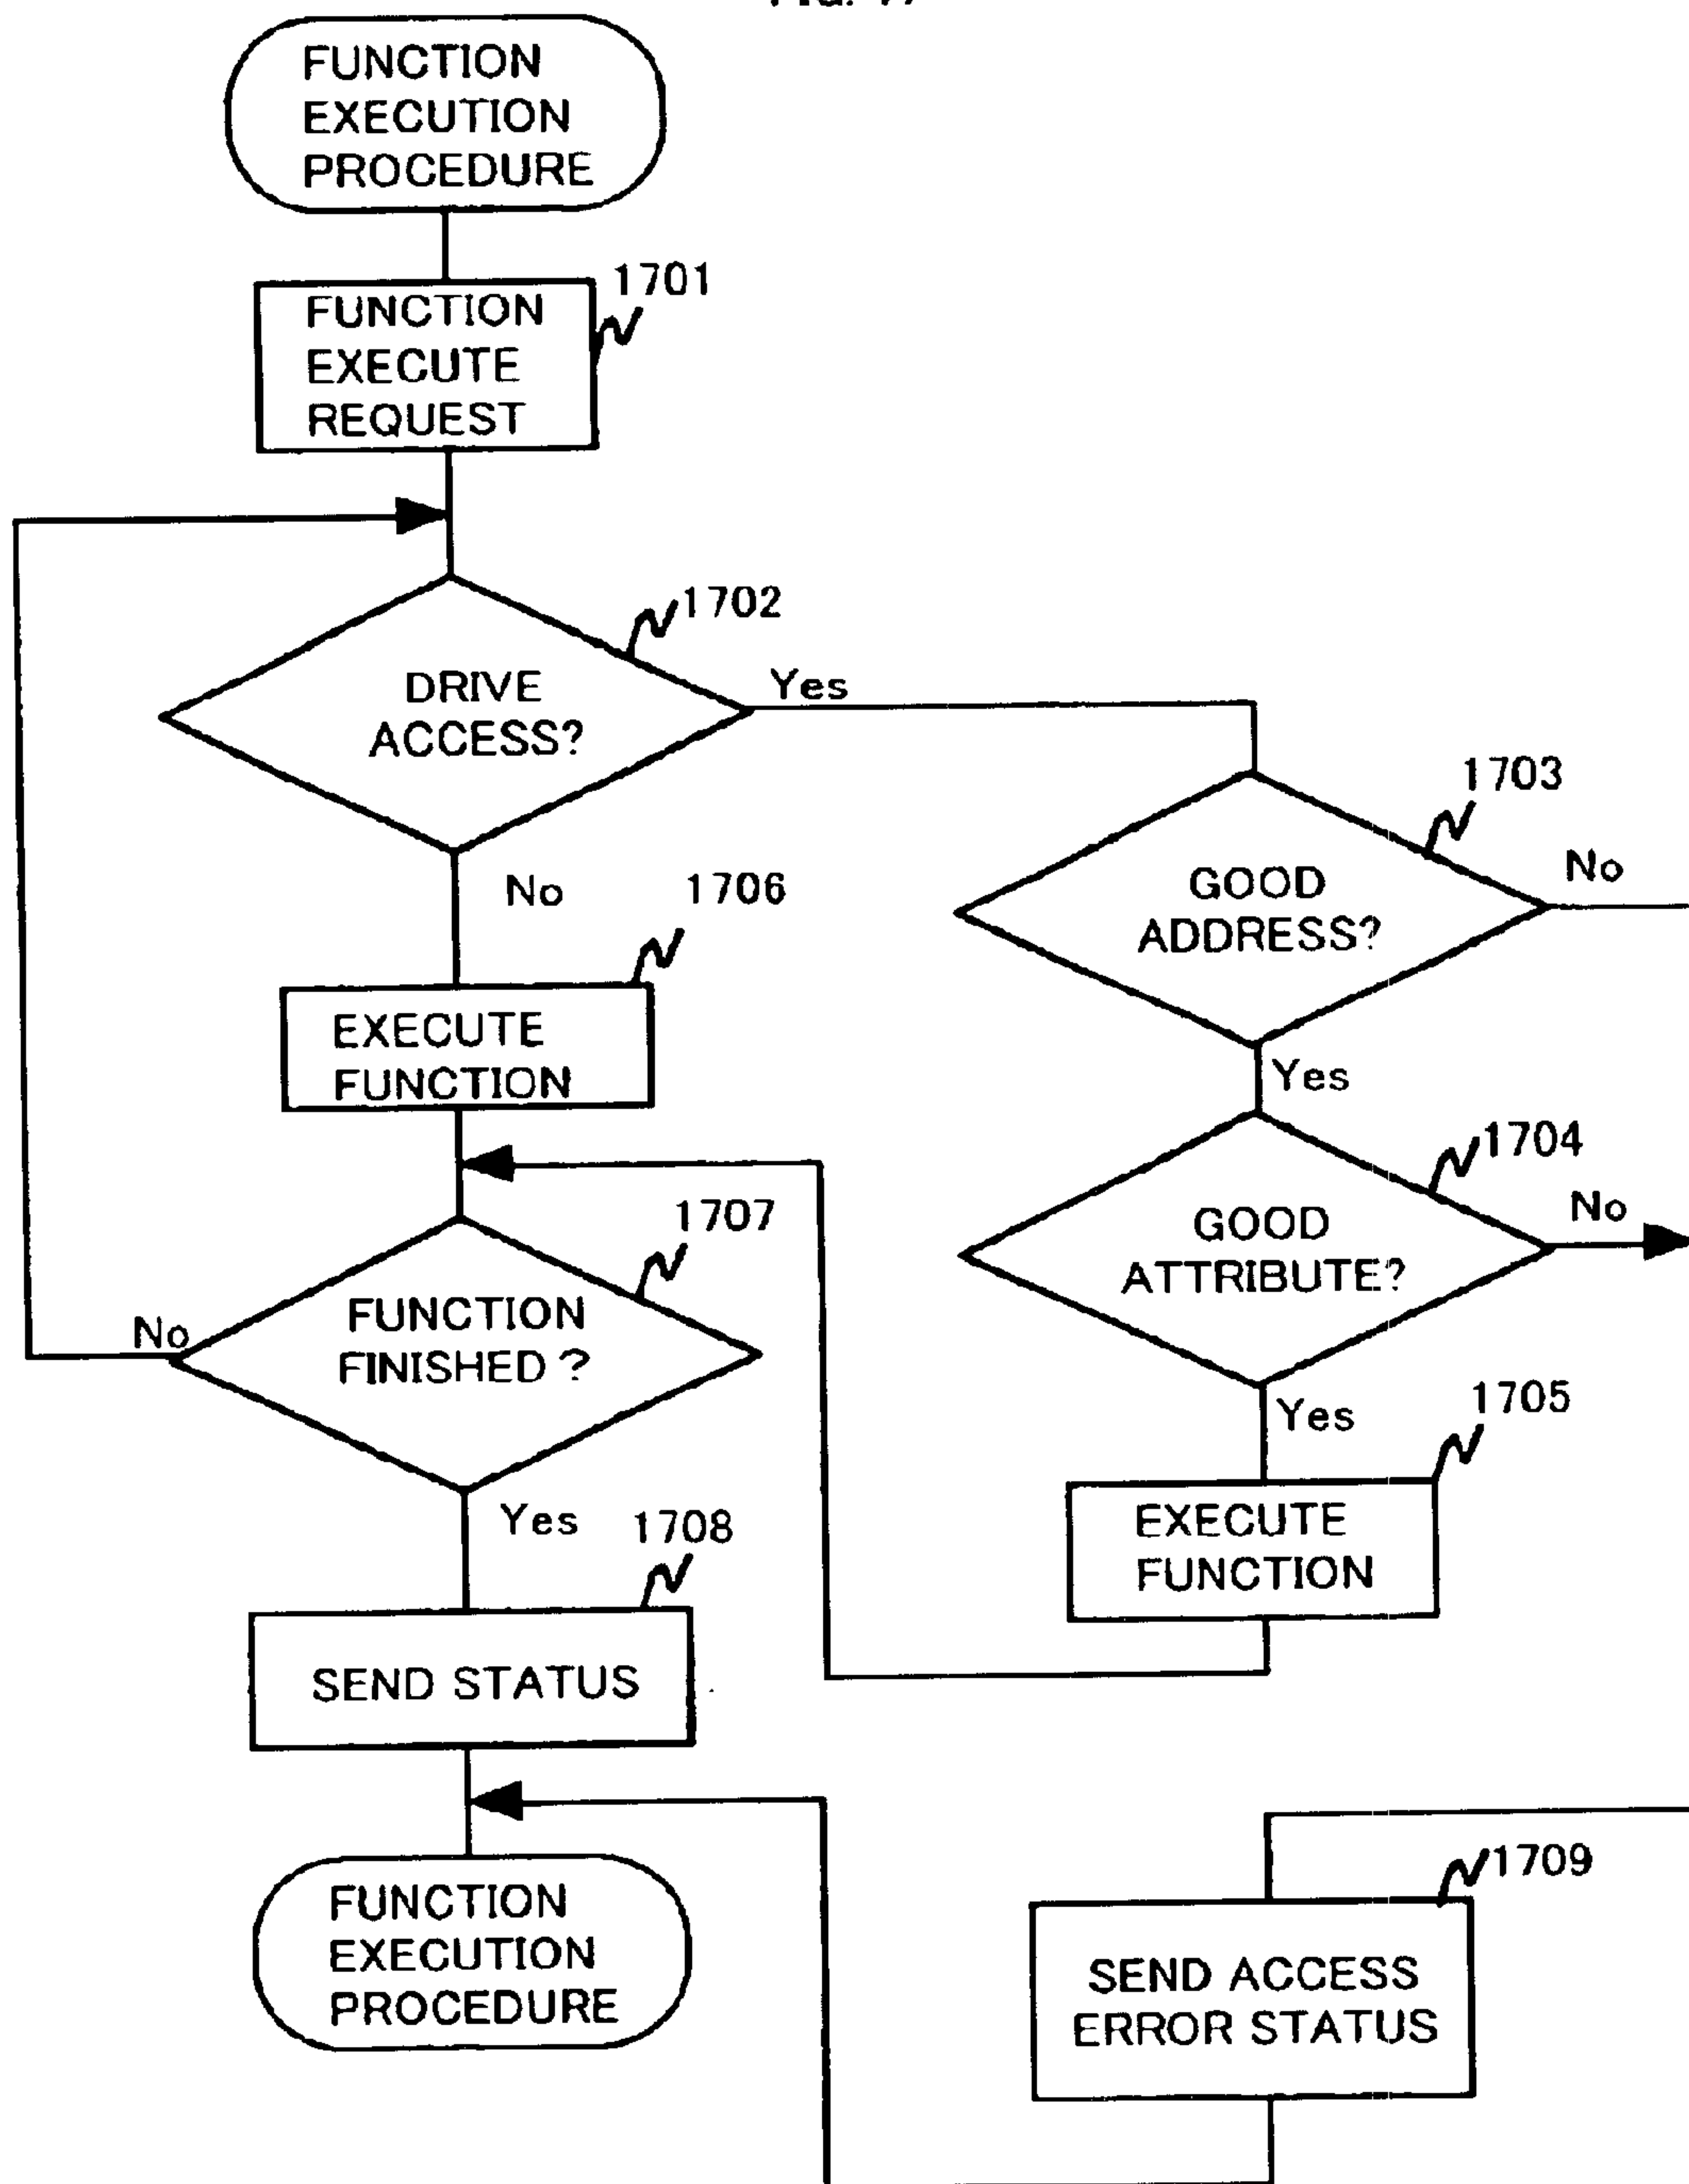 FUNCTION
EXECUTION
PROCEDURE
1701
FUNCTION
EXECUTE
REQUEST
1702
DRIVE
ACCESS?
Yes
No
1703
GOOD
ADDRESS?
No
Yes
1706
EXECUTE
FUNCTION
1704
GOOD
ATTRIBUTE?
No
Yes
1707
FUNCTION
FINISHED ?
No
Yes
1705
EXECUTE
FUNCTION
1708
SEND STATUS
FUNCTION
EXECUTION
PROCEDURE
1709
SEND ACCESS
ERROR STATUS